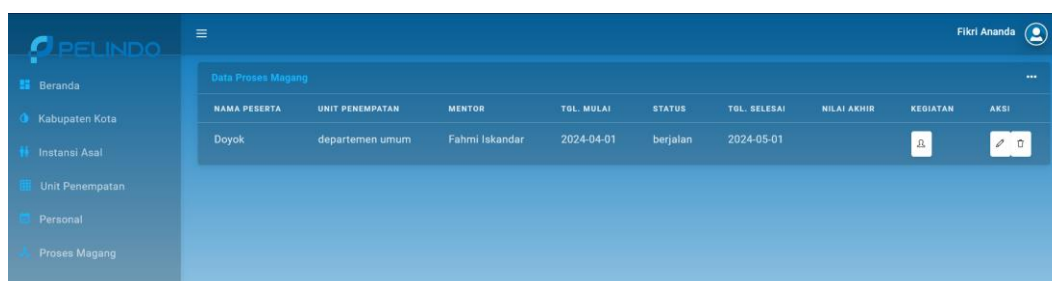 PELINDO
Fikri Ananda
Beranda
Kabupaten Kota
Instansi Asal
Unit Penempatan
Personal
Proses Magang
Data Proses Magang
NAMA PESERTA UNIT PENEMPATAN MENTOR TGL. MULAI STATUS TGL. SELESAI NILAI AKHIR KEGIATAN AKSI
Doyok departemen umum Fahmi Iskandar 2024-04-01 berjalan 2024-05-01